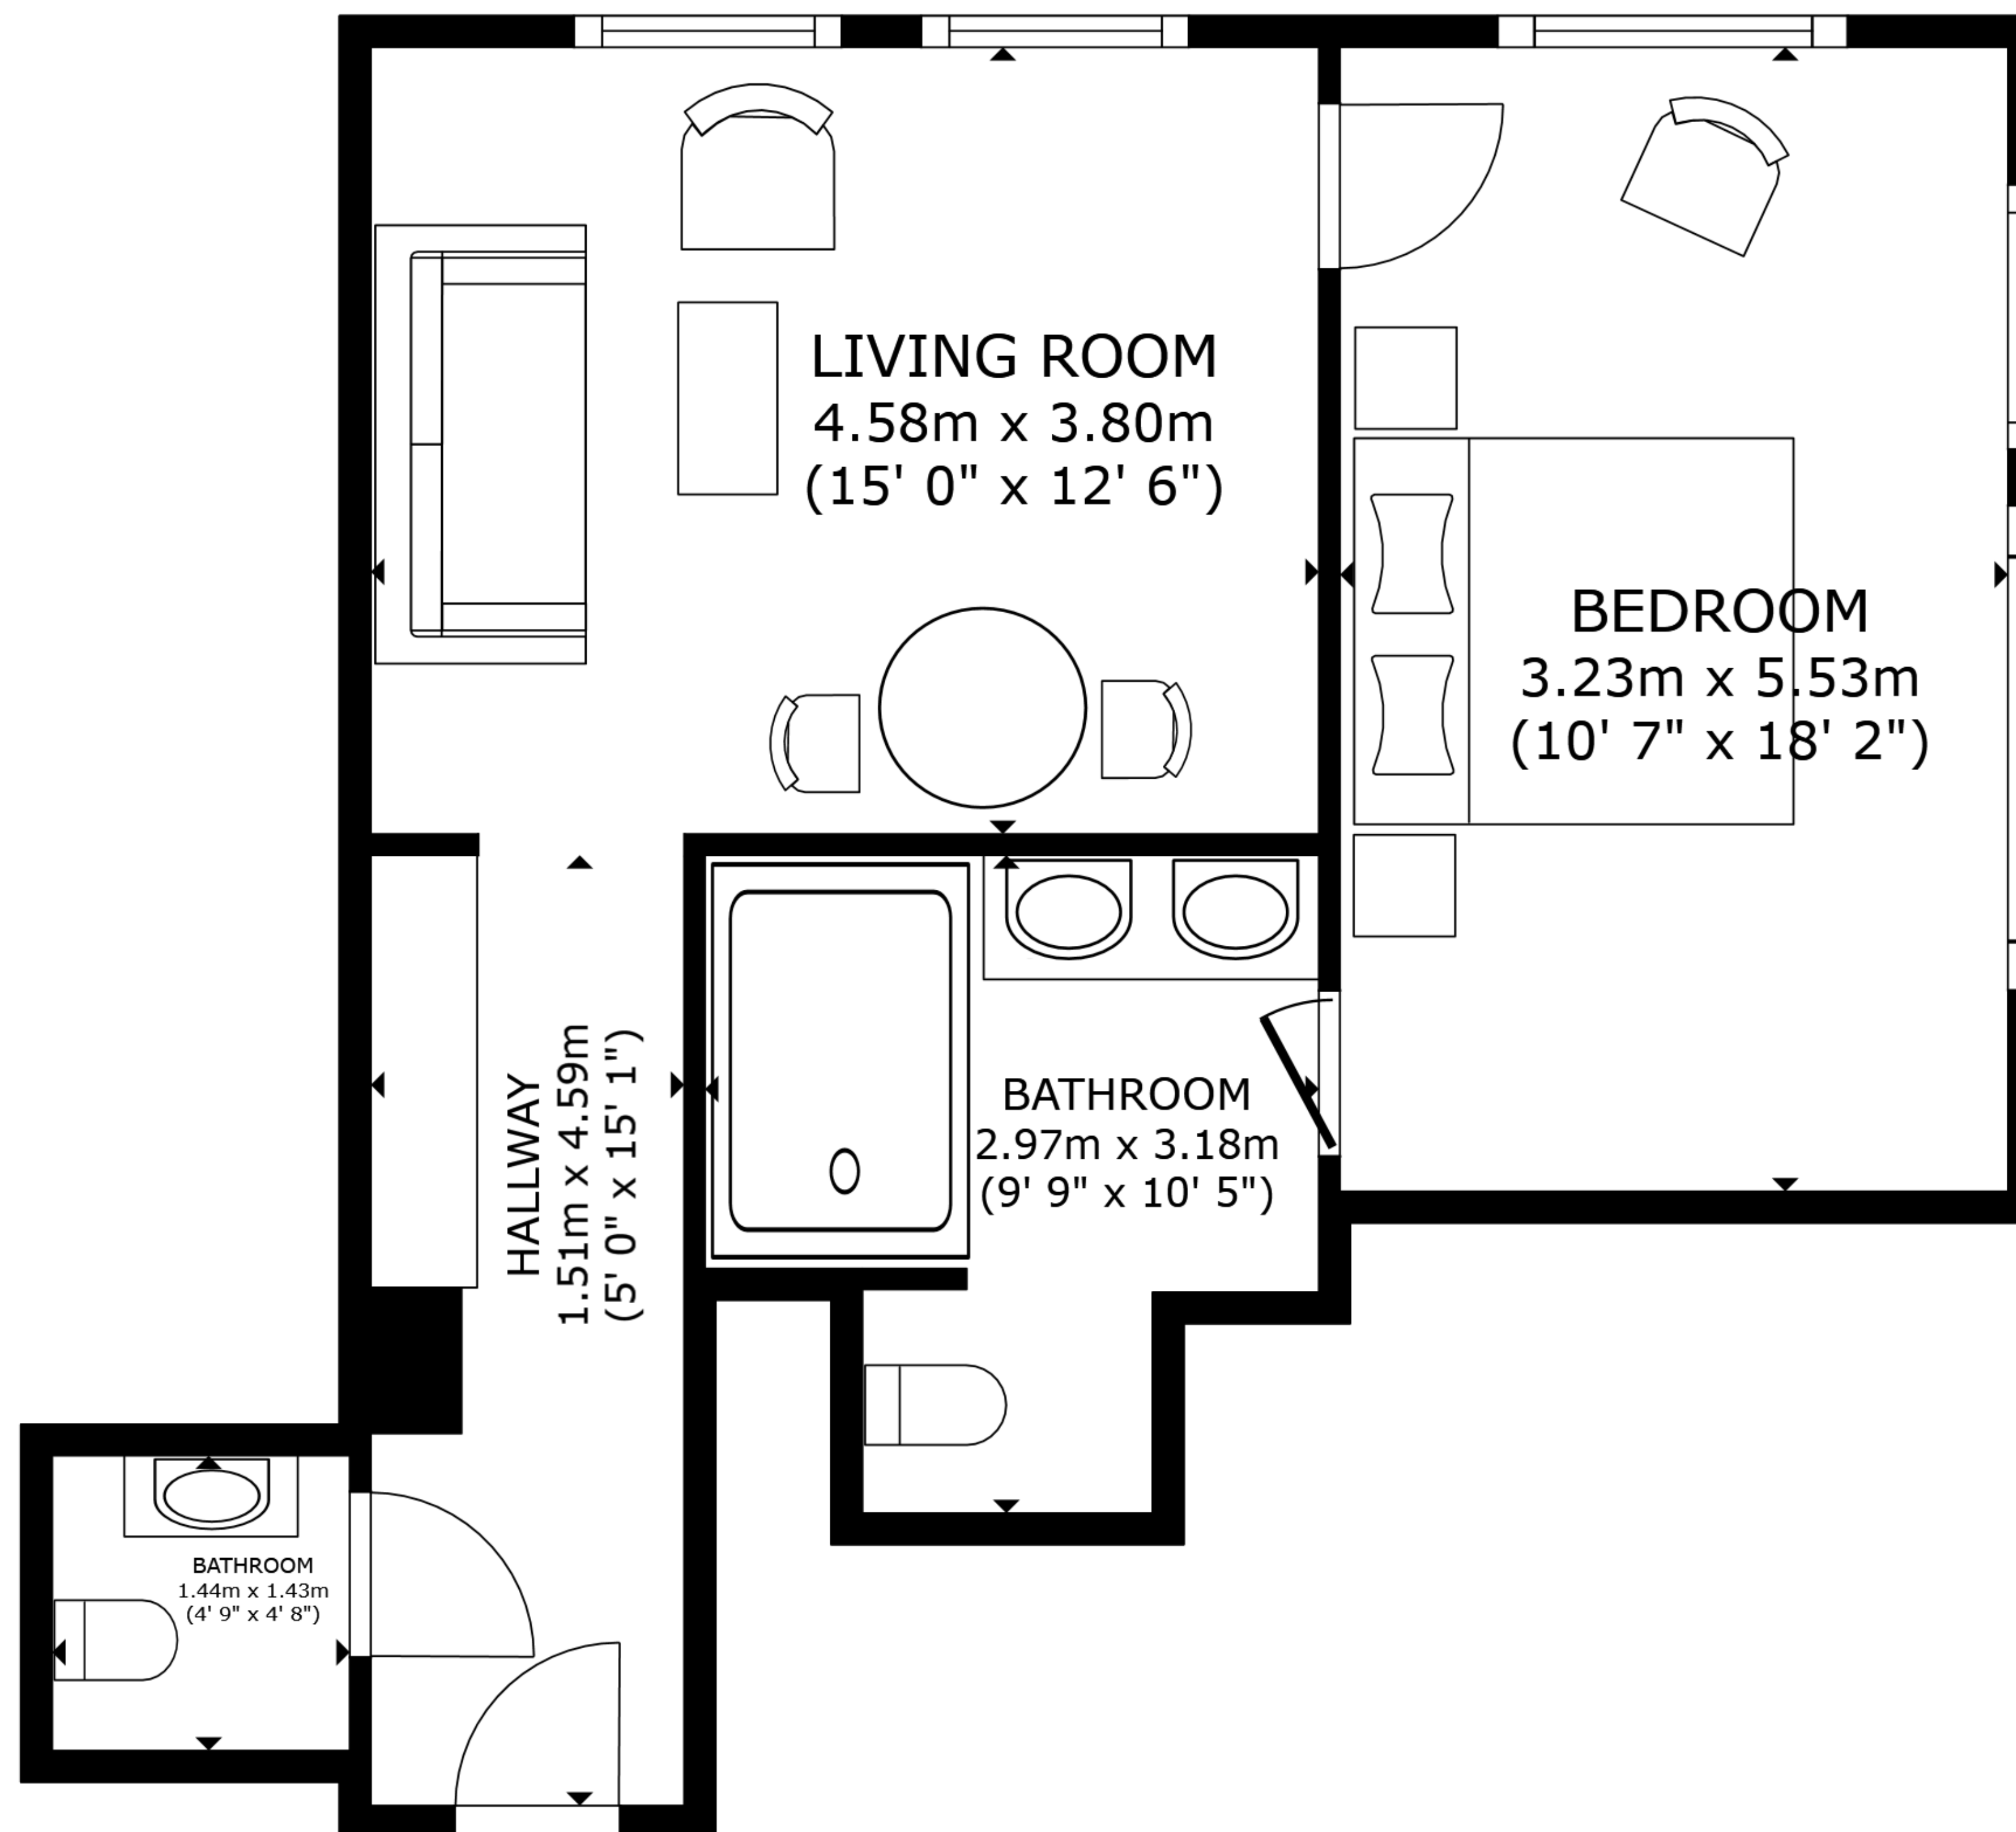 LIVING ROOM
4.58m x 3.80m
(15' 0" x 12' 6")
BEDROOM
3.23m x 5.53m
(10' 7" x 18' 2")
HALLWAY
1.51m x 4.59m
(5' 0" x 15' 1")
BATHROOM
2.97m x 3.18m
(9' 9" x 10' 5")
BATHROOM
1.44m x 1.43m
(4' 9" x 4' 8")